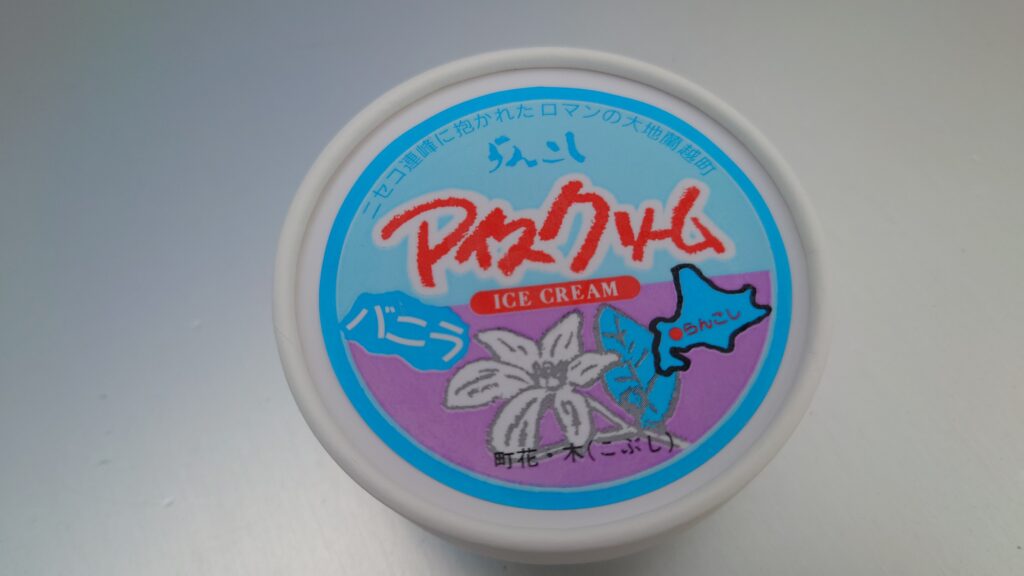 ニセコ連峰に抱かれたロマンの大地蘭越町
らんこし
アイスクリーム
ICE CREAM
バニラ
らんこし
町花・木(こぶし)